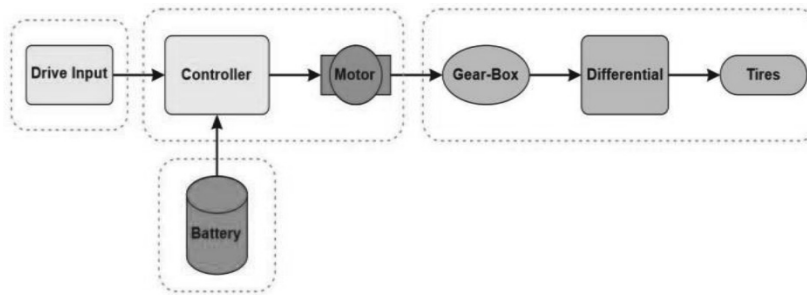 Drive Input
Controller
Motor
Gear-Box
Differential
Tires
Battery